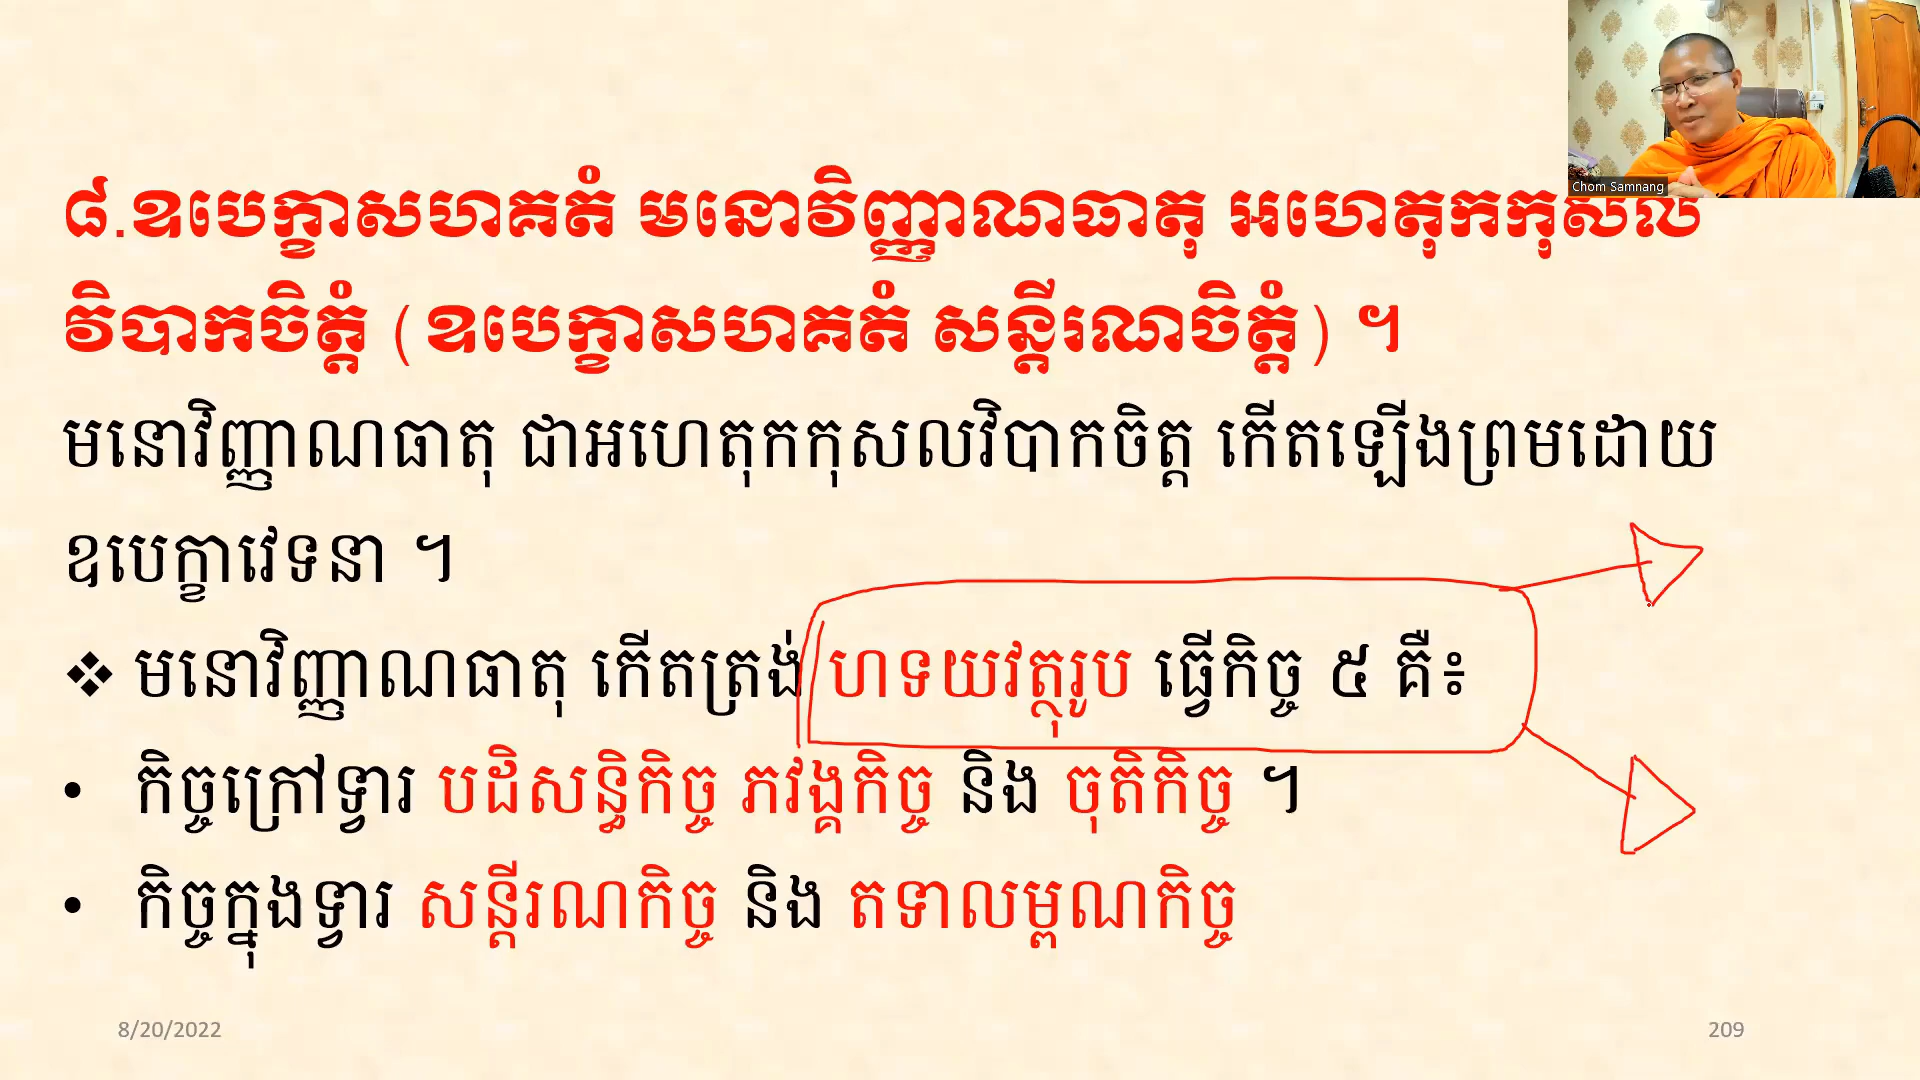 Chom Samnang
៨.ឧបេក្ខាសហគតំ មនោវិញ្ញាណធាតុ អហេតុកកុសល
វិបាកចិត្តំ (ឧបេក្ខាសហគតំ សន្តីរណចិត្តំ) ។
មនោវិញ្ញាណធាតុ ជាអហេតុកកុសលវិបាកចិត្ត កើតឡើងព្រមដោយ
ឧបេក្ខាវេទនា ។
❖ មនោវិញ្ញាណធាតុ កើតត្រង់ ហទយវត្ថុរូប ធ្វើកិច្ច ៥ គឺ៖
• កិច្ចក្រៅទ្វារ បដិសន្ធិកិច្ច ភវង្គកិច្ច និង ចុតិកិច្ច ។
• កិច្ចក្នុងទ្វារ សន្តីរណកិច្ច និង តទាលម្ពណកិច្ច
8/20/2022
209